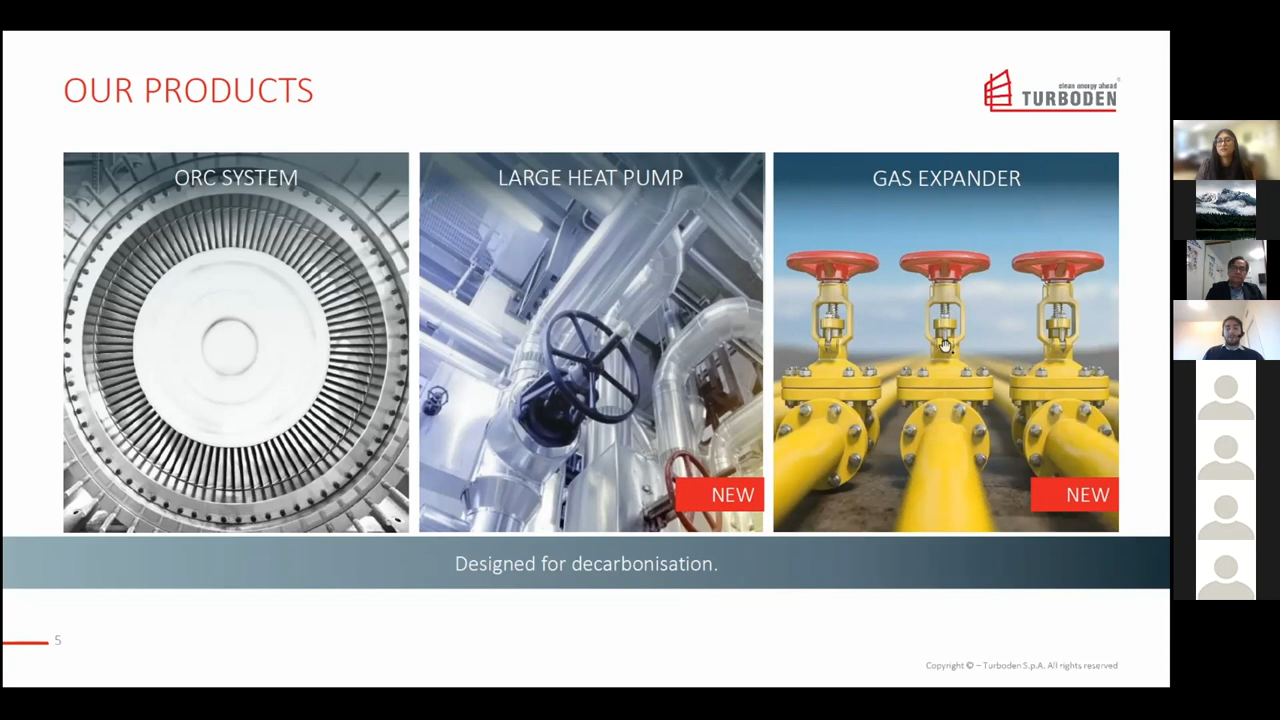 OUR PRODUCTS
clean energy ahead
TURBODEN
ORC SYSTEM
LARGE HEAT PUMP
GAS EXPANDER
NEW
NEW
Designed for decarbonisation.
5
Copyright © – Turboden S.p.A. All rights reserved